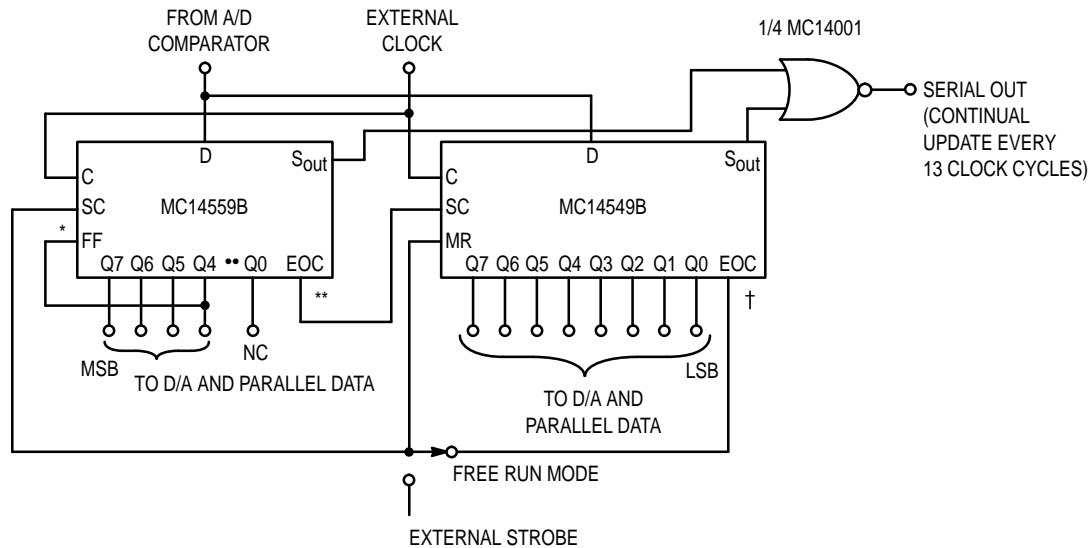 FROM A/D
COMPARATOR
EXTERNAL
CLOCK
1/4 MC14001
SERIAL OUT
(CONTINUAL
UPDATE EVERY
13 CLOCK CYCLES)
D
Sout
C
SC
*
FF
MC14559B
Q7 Q6 Q5 Q4 •• Q0 EOC
**
D
Sout
C
SC
MR
MC14549B
Q7 Q6 Q5 Q4 Q3 Q2 Q1 Q0 EOC
†
MSB
NC
TO D/A AND PARALLEL DATA
LSB
TO D/A AND
PARALLEL DATA
FREE RUN MODE
EXTERNAL STROBE